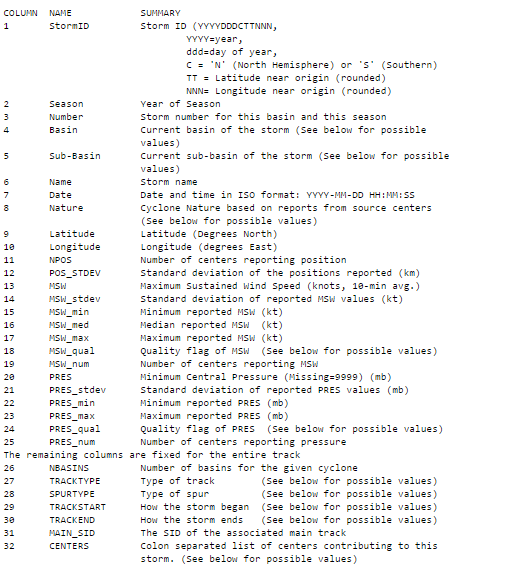 COLUMN NAME SUMMARY
1 StormID Storm ID (YYYYDDDCTTNNN,
YYYY=year,
ddd=day of year,
C = 'N' (North Hemisphere) or 'S' (Southern)
TT = Latitude near origin (rounded)
NNN= Longitude near origin (rounded)
2 Season Year of Season
3 Number Storm number for this basin and this season
4 Basin Current basin of the storm (See below for possible
values)
5 Sub-Basin Current sub-basin of the storm (See below for possible
values)
6 Name Storm name
7 Date Date and time in ISO format: YYYY-MM-DD HH:MM:SS
8 Nature Cyclone Nature based on reports from source centers
(See below for possible values)
9 Latitude Latitude (Degrees North)
10 Longitude Longitude (degrees East)
11 NPOS Number of centers reporting position
12 POS_STDEV Standard deviation of the positions reported (km)
13 MSW Maximum Sustained Wind Speed (knots, 10-min avg.)
14 MSW_stdev Standard deviation of reported MSW values (kt)
15 MSW_min Minimum reported MSW (kt)
16 MSW_med Median reported MSW (kt)
17 MSW_max Maximum reported MSW (kt)
18 MSW_qual Quality flag of MSW (See below for possible values)
19 MSW_num Number of centers reporting MSW
20 PRES Minimum Central Pressure (Missing=9999) (mb)
21 PRES_stdev Standard deviation of reported PRES values (mb)
22 PRES_min Minimum reported PRES (mb)
23 PRES_max Maximum reported PRES (mb)
24 PRES_qual Quality flag of PRES (See below for possible values)
25 PRES_num Number of centers reporting pressure
The remaining columns are fixed for the entire track
26 NBASINS Number of basins for the given cyclone
27 TRACKTYPE Type of track (See below for possible values)
28 SPURTYPE Type of spur (See below for possible values)
29 TRACKSTART How the storm began (See below for possible values)
30 TRACKEND How the storm ends (See below for possible values)
31 MAIN_SID The SID of the associated main track
32 CENTERS Colon separated list of centers contributing to this
storm. (See below for possible values)